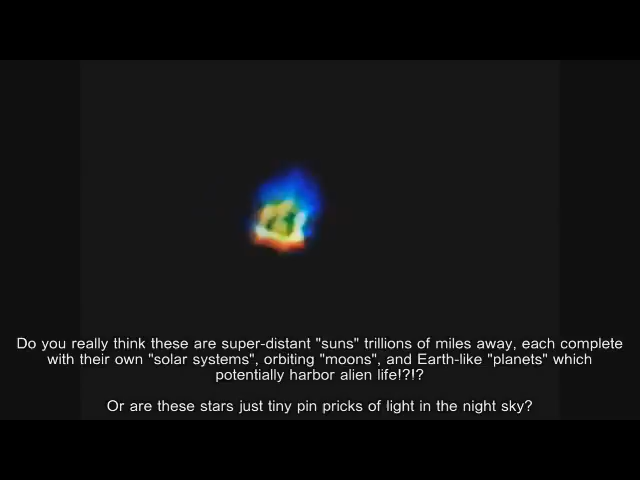 Do you really think these are super-distant "suns" trillions of miles away, each complete
with their own "solar systems", orbiting "moons", and Earth-like "planets" which
potentially harbor alien life!?!?
Or are these stars just tiny pin pricks of light in the night sky?